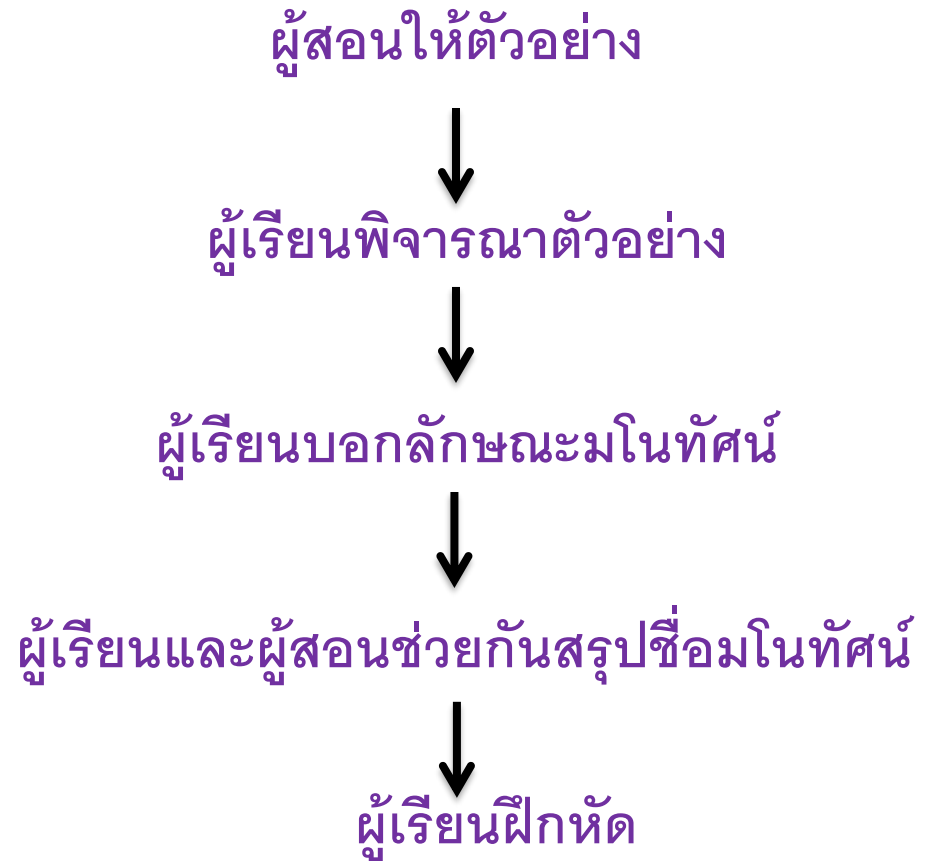 ผู้สอนให้ตัวอย่าง
ผู้เรียนพิจารณาตัวอย่าง
ผู้เรียนบอกลักษณะมโนทัศน์
ผู้เรียนและผู้สอนช่วยกันสรุปชื่อมโนทัศน์
ผู้เรียนฝึกหัด